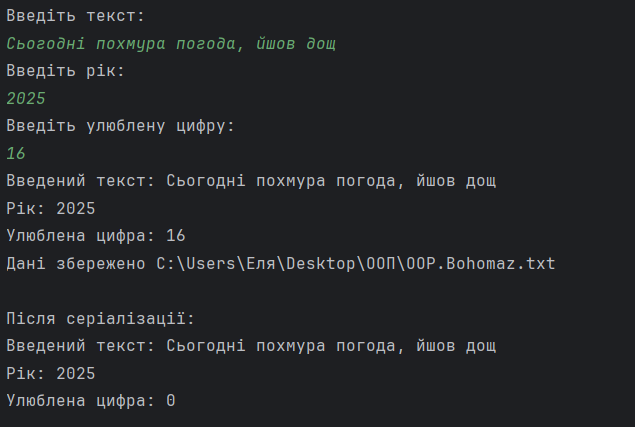 Введіть текст:
Сьогодні похмура погода, йшов дощ
Введіть рік:
2025
Введіть улюблену цифру:
16
Введений текст: Сьогодні похмура погода, йшов дощ
Рік: 2025
Улюблена цифра: 16
Дані збережено C:\Users\Еля\Desktop\ООП\OOP.Bohomaz.txt
Після серіалізації:
Введений текст: Сьогодні похмура погода, йшов дощ
Рік: 2025
Улюблена цифра: 0